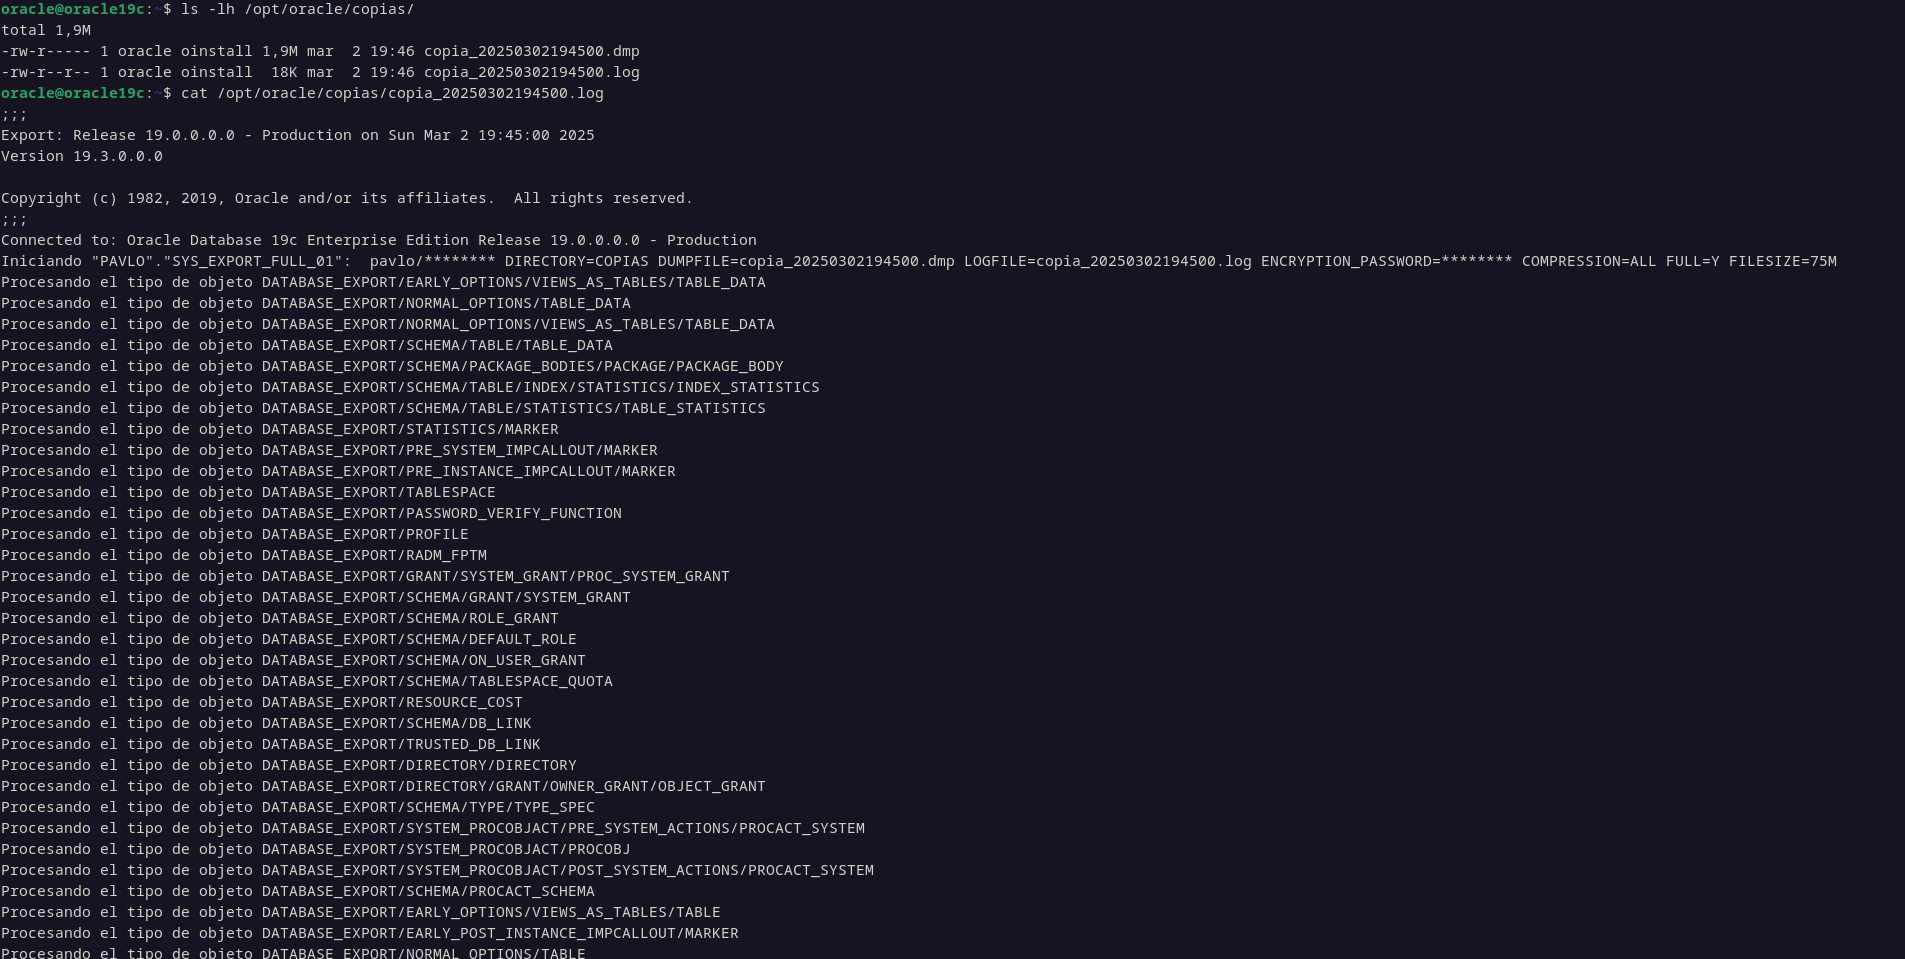 oracle@oracle19c:~$ ls -lh /opt/oracle/copias/
total 1,9M
-rw-r----- 1 oracle oinstall 1,9M mar  2 19:46 copia_20250302194500.dmp
-rw-r--r-- 1 oracle oinstall  18K mar  2 19:46 copia_20250302194500.log
oracle@oracle19c:~$ cat /opt/oracle/copias/copia_20250302194500.log
;;;
Export: Release 19.0.0.0.0 - Production on Sun Mar 2 19:45:00 2025
Version 19.3.0.0.0
Copyright (c) 1982, 2019, Oracle and/or its affiliates.  All rights reserved.
;;;
Connected to: Oracle Database 19c Enterprise Edition Release 19.0.0.0.0 - Production
Iniciando "PAVLO"."SYS_EXPORT_FULL_01":  pavlo/******** DIRECTORY=COPIAS DUMPFILE=copia_20250302194500.dmp LOGFILE=copia_20250302194500.log ENCRYPTION_PASSWORD=******** COMPRESSION=ALL FULL=Y FILESIZE=75M
Procesando el tipo de objeto DATABASE_EXPORT/EARLY_OPTIONS/VIEWS_AS_TABLES/TABLE_DATA
Procesando el tipo de objeto DATABASE_EXPORT/NORMAL_OPTIONS/TABLE_DATA
Procesando el tipo de objeto DATABASE_EXPORT/NORMAL_OPTIONS/VIEWS_AS_TABLES/TABLE_DATA
Procesando el tipo de objeto DATABASE_EXPORT/SCHEMA/TABLE/TABLE_DATA
Procesando el tipo de objeto DATABASE_EXPORT/SCHEMA/PACKAGE_BODIES/PACKAGE/PACKAGE_BODY
Procesando el tipo de objeto DATABASE_EXPORT/SCHEMA/TABLE/INDEX/STATISTICS/INDEX_STATISTICS
Procesando el tipo de objeto DATABASE_EXPORT/SCHEMA/TABLE/STATISTICS/TABLE_STATISTICS
Procesando el tipo de objeto DATABASE_EXPORT/STATISTICS/MARKER
Procesando el tipo de objeto DATABASE_EXPORT/PRE_SYSTEM_IMPCALLOUT/MARKER
Procesando el tipo de objeto DATABASE_EXPORT/PRE_INSTANCE_IMPCALLOUT/MARKER
Procesando el tipo de objeto DATABASE_EXPORT/TABLESPACE
Procesando el tipo de objeto DATABASE_EXPORT/PASSWORD_VERIFY_FUNCTION
Procesando el tipo de objeto DATABASE_EXPORT/PROFILE
Procesando el tipo de objeto DATABASE_EXPORT/RADM_FPTM
Procesando el tipo de objeto DATABASE_EXPORT/GRANT/SYSTEM_GRANT/PROC_SYSTEM_GRANT
Procesando el tipo de objeto DATABASE_EXPORT/SCHEMA/GRANT/SYSTEM_GRANT
Procesando el tipo de objeto DATABASE_EXPORT/SCHEMA/ROLE_GRANT
Procesando el tipo de objeto DATABASE_EXPORT/SCHEMA/DEFAULT_ROLE
Procesando el tipo de objeto DATABASE_EXPORT/SCHEMA/ON_USER_GRANT
Procesando el tipo de objeto DATABASE_EXPORT/SCHEMA/TABLESPACE_QUOTA
Procesando el tipo de objeto DATABASE_EXPORT/RESOURCE_COST
Procesando el tipo de objeto DATABASE_EXPORT/SCHEMA/DB_LINK
Procesando el tipo de objeto DATABASE_EXPORT/TRUSTED_DB_LINK
Procesando el tipo de objeto DATABASE_EXPORT/DIRECTORY/DIRECTORY
Procesando el tipo de objeto DATABASE_EXPORT/DIRECTORY/GRANT/OWNER_GRANT/OBJECT_GRANT
Procesando el tipo de objeto DATABASE_EXPORT/SCHEMA/TYPE/TYPE_SPEC
Procesando el tipo de objeto DATABASE_EXPORT/SYSTEM_PROCOBJACT/PRE_SYSTEM_ACTIONS/PROCACT_SYSTEM
Procesando el tipo de objeto DATABASE_EXPORT/SYSTEM_PROCOBJACT/PROCOBJ
Procesando el tipo de objeto DATABASE_EXPORT/SYSTEM_PROCOBJACT/POST_SYSTEM_ACTIONS/PROCACT_SYSTEM
Procesando el tipo de objeto DATABASE_EXPORT/SCHEMA/PROCACT_SCHEMA
Procesando el tipo de objeto DATABASE_EXPORT/EARLY_OPTIONS/VIEWS_AS_TABLES/TABLE
Procesando el tipo de objeto DATABASE_EXPORT/EARLY_POST_INSTANCE_IMPCALLOUT/MARKER
Procesando el tipo de objeto DATABASE_EXPORT/NORMAL_OPTIONS/TABLE